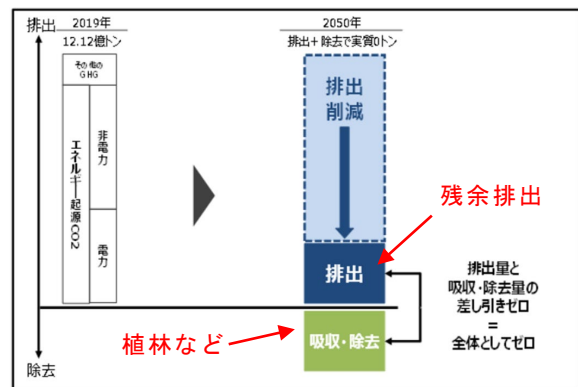 排出
2019年
12.12億トン
その他の
GHG
エネルギー起源CO2
非電力
電力
除去
2050年
排出+除去で実質0トン
排出
削減
排出
吸収・除去
残余排出
植林など
排出量と
吸収・除去量の
差し引きゼロ
=
全体としてゼロ